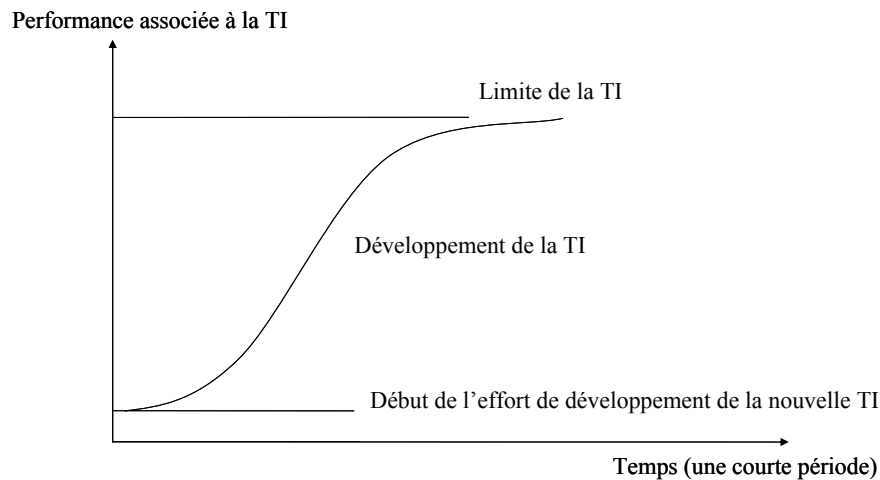 Performance associée à la TI
Limite de la TI
Développement de la TI
Début de l’effort de développement de la nouvelle TI
Temps (une courte période)